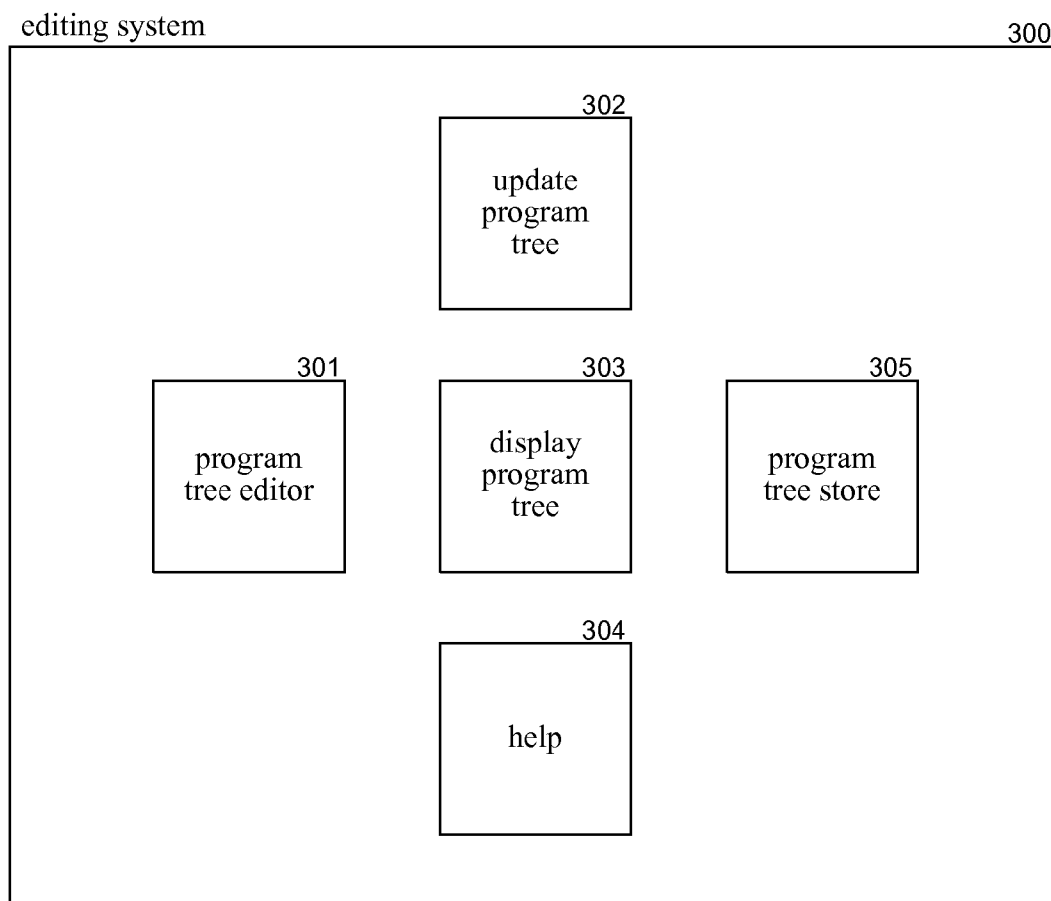 editing system
300
302
update
program
tree
301
program
tree editor
303
display
program
tree
305
program
tree store
304
help